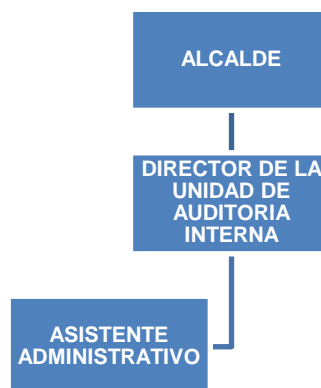 ALCALDE
DIRECTOR DE LA
UNIDAD DE
AUDITORIA
INTERNA
ASISTENTE
ADMINISTRATIVO